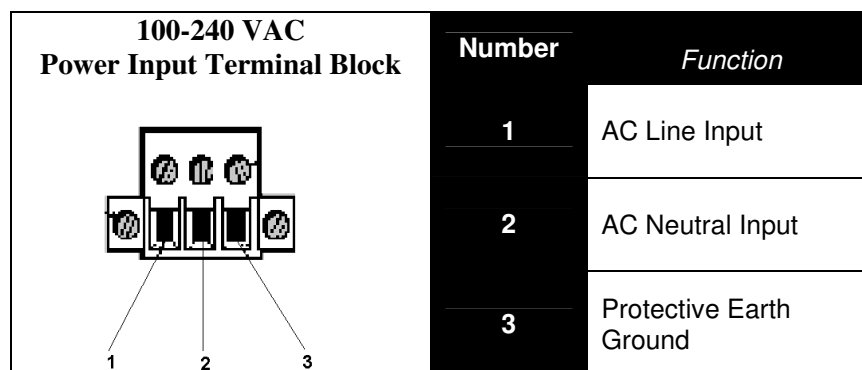 100-240 VAC
Power Input Terminal Block
1 2 3
Number Function
1 AC Line Input
2 AC Neutral Input
3 Protective Earth
Ground